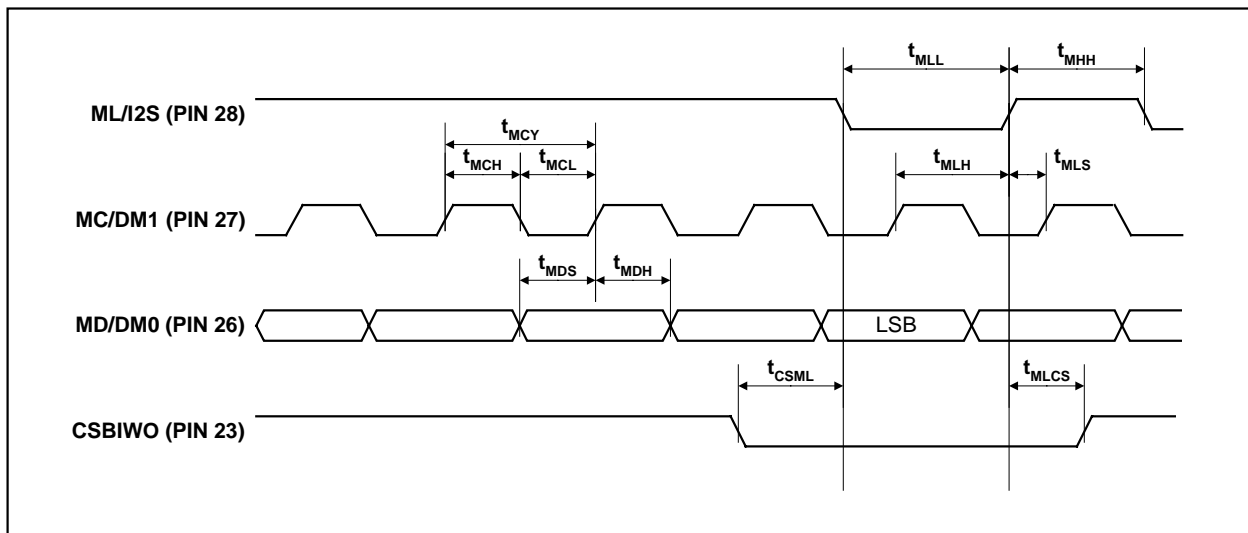 tMLL tMHH
ML/I2S (PIN 28)
tMCY
tMCH tMCL tMLH tMLS
MC/DM1 (PIN 27)
tMDS tMDH
MD/DM0 (PIN 26) LSB
tCSML tMLCS
CSBIWO (PIN 23)